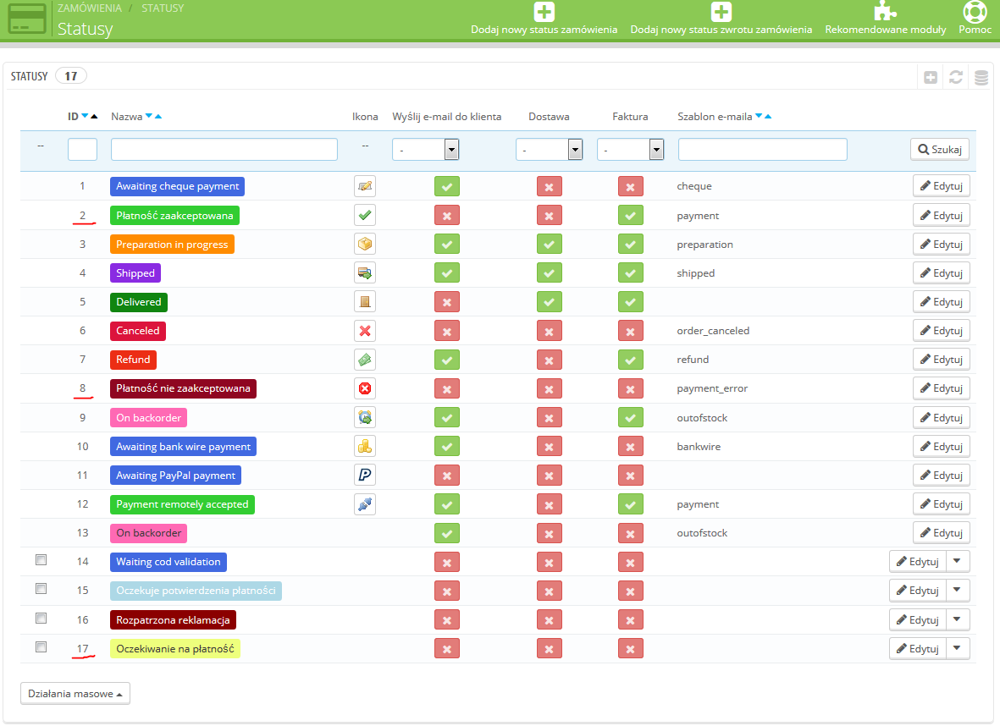 ZAMÓWIENIA / STATUSY
Statusy
Dodaj nowy status zamówienia Dodaj nowy status zwrotu zamówienia Rekomendowane moduły Pomoc
STATUSY 17
ID Nazwa Ikona Wyślij e-mail do klienta Dostawa Faktura Szablon e-maila
-- -- - - - Szukaj
1 Awaiting cheque payment cheque Edytuj
2 Płatność zaakceptowana payment Edytuj
3 Preparation in progress preparation Edytuj
4 Shipped shipped Edytuj
5 Delivered Edytuj
6 Canceled order_canceled Edytuj
7 Refund refund Edytuj
8 Płatność nie zaakceptowana payment_error Edytuj
9 On backorder outofstock Edytuj
10 Awaiting bank wire payment bankwire Edytuj
11 Awaiting PayPal payment Edytuj
12 Payment remotely accepted payment Edytuj
13 On backorder outofstock Edytuj
14 Waiting cod validation Edytuj
15 Oczekuje potwierdzenia płatności Edytuj
16 Rozpatrzona reklamacja Edytuj
17 Oczekiwanie na płatność Edytuj
Działania masowe